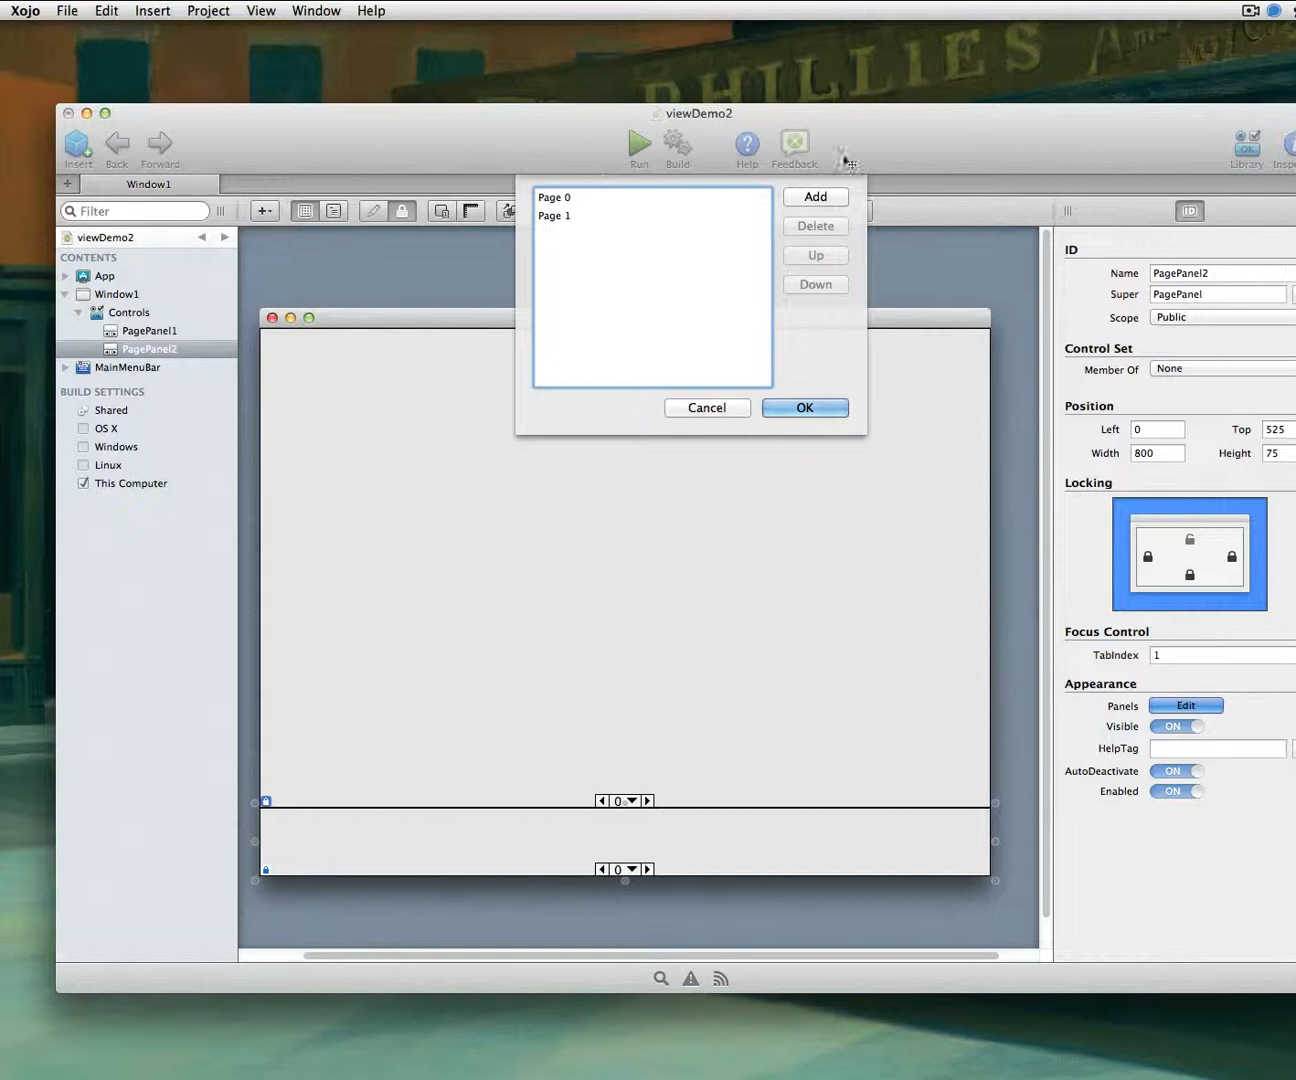 Xojo File Edit Insert Project View Window Help
PHILLIES
viewDemo2
Insert Back Forward Run Build Help Feedback Library
Window1
Filter
viewDemo2
CONTENTS
App
Window1
Controls
PagePanel1
PagePanel2
MainMenuBar
BUILD SETTINGS
Shared
OS X
Windows
Linux
This Computer
Page 0
Page 1
Add
Delete
Up
Down
Cancel OK
0
0
ID
ID
Name PagePanel2
Super PagePanel
Scope Public
Control Set
Member Of None
Position
Left 0 Top 525
Width 800 Height 75
Locking
Focus Control
TabIndex 1
Appearance
Panels Edit
Visible ON
HelpTag
AutoDeactivate ON
Enabled ON